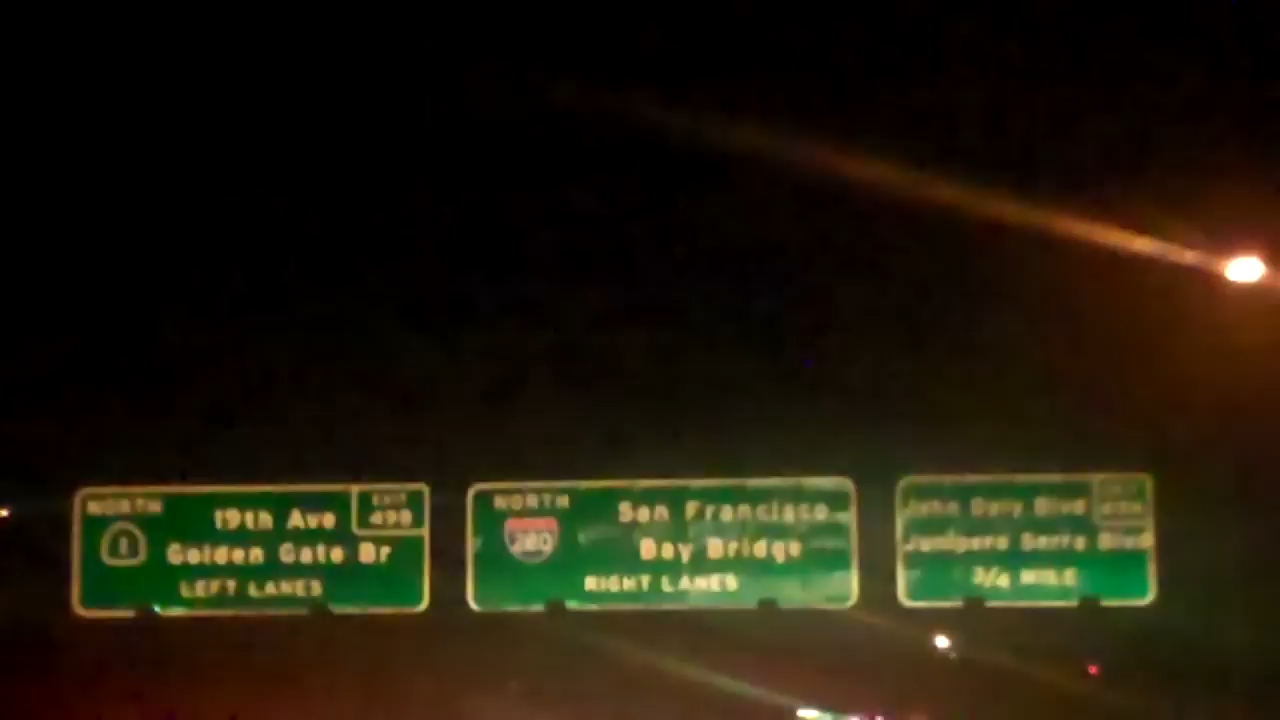 NORTH
EXIT
1
19th Ave
Golden Gate Br
LEFT LANES
NORTH
280
San Francisco
Bay Bridge
RIGHT LANES
John Daly Blvd
Junipero Serra Blvd
3/4 MILE